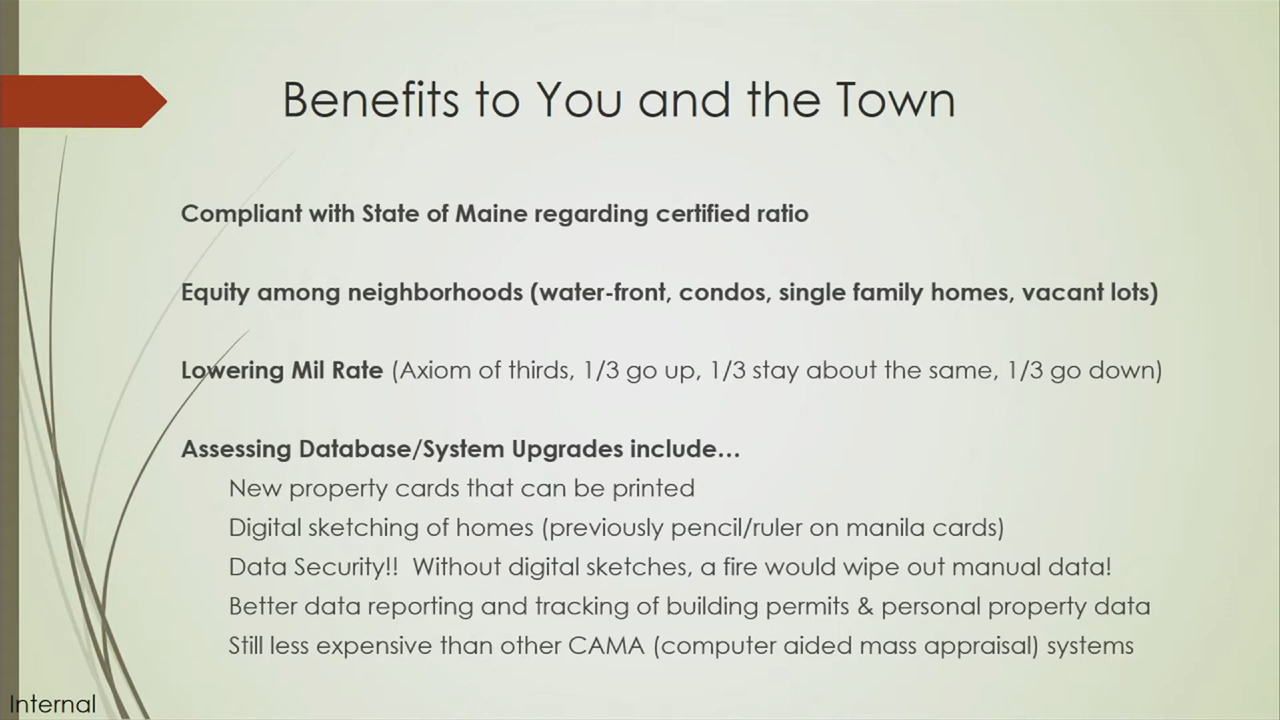 Benefits to You and the Town
Compliant with State of Maine regarding certified ratio
Equity among neighborhoods (water-front, condos, single family homes, vacant lots)
Lowering Mil Rate (Axiom of thirds, 1/3 go up, 1/3 stay about the same, 1/3 go down)
Assessing Database/System Upgrades include…
New property cards that can be printed
Digital sketching of homes (previously pencil/ruler on manila cards)
Data Security!!  Without digital sketches, a fire would wipe out manual data!
Better data reporting and tracking of building permits & personal property data
Still less expensive than other CAMA (computer aided mass appraisal) systems
Internal